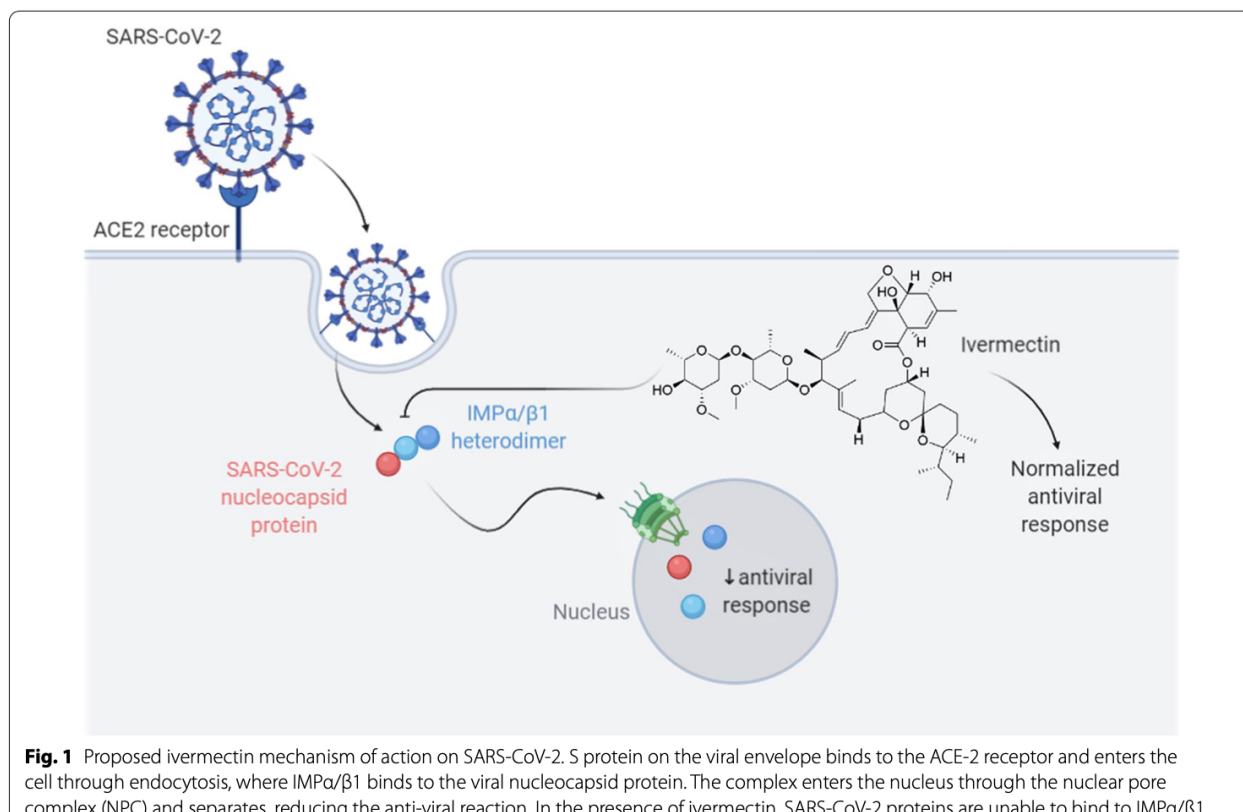 SARS-CoV-2
ACE2 receptor
O
H
OH
HO
H
O
O
H
Ivermectin
O
O
O
O
HO
O
O
O
O
H
O
H
IMPα/β1
heterodimer
SARS-CoV-2
nucleocapsid
protein
Normalized
antiviral
response
↓antiviral
response
Nucleus
Fig. 1 Proposed ivermectin mechanism of action on SARS-CoV-2. S protein on the viral envelope binds to the ACE-2 receptor and enters the
cell through endocytosis, where IMPα/β1 binds to the viral nucleocapsid protein. The complex enters the nucleus through the nuclear pore
complex (NPC) and separates, reducing the anti-viral reaction. In the presence of ivermectin, SARS-CoV-2 proteins are unable to bind to IMPα/β1